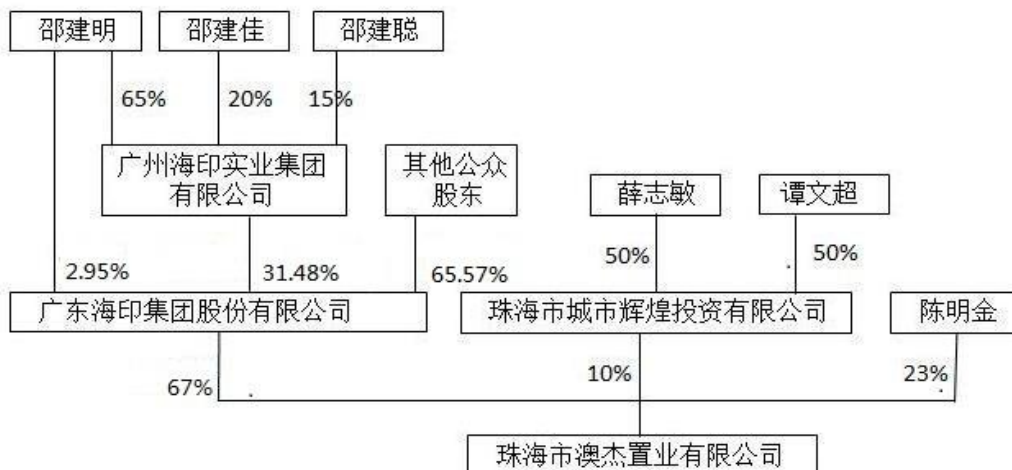 邵建明 邵建佳 邵建聪
65% 20% 15%
广州海印实业集团
有限公司
其他公众
股东
薛志敏 谭文超
2.95% 31.48% 65.57% 50% 50%
广东海印集团股份有限公司 珠海市城市辉煌投资有限公司 陈明金
67% 10% 23%
珠海市澳杰置业有限公司